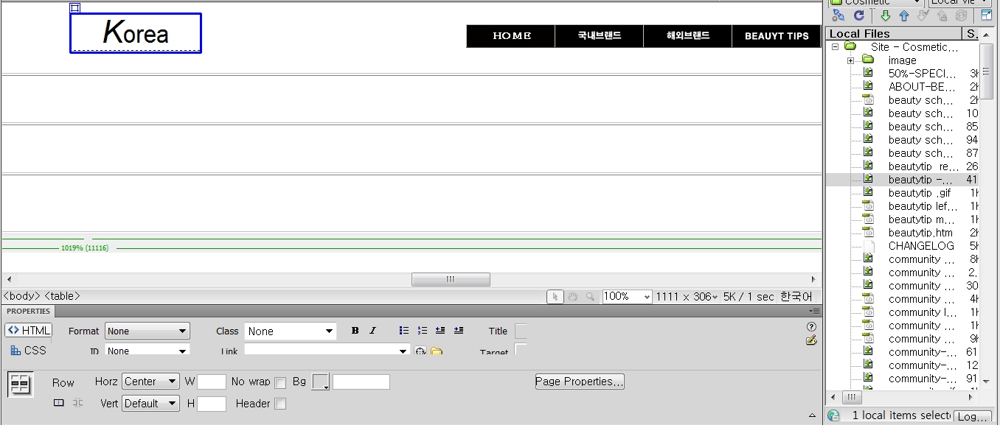 Cosmetic
Local Vie
Korea
HOME 국내브랜드 해외브랜드 BEAUYT TIPS
Local Files S.
Site - Cosmetic...
image
50%-SPECI... 3
ABOUT-BE... 2
beauty sch... 2
beauty sch... 10
beauty sch... 85
beauty sch... 94
beauty sch... 87
beautytip re... 26
beautytip -... 41
beautytip .gif 1
beautytip lef... 1
beautytip m... 1
beautytip.htm 2
CHANGELOG 5
community ... 8
community ... 2.
community ... 30
community ... 4
community l... 1
community ... 1
community ... 9
community-... 61
community-... 12
community-... 91
1019% (11116)
<body> <table> 100% 1111 x 306 5K / 1 sec 한국어
PROPERTIES
<> HTML Format None Class None B I Title
CSS ID None Link Target
Row Horz Center W No wrap Bg Page Properties...
Vert Default H Header
1 local items select Log...